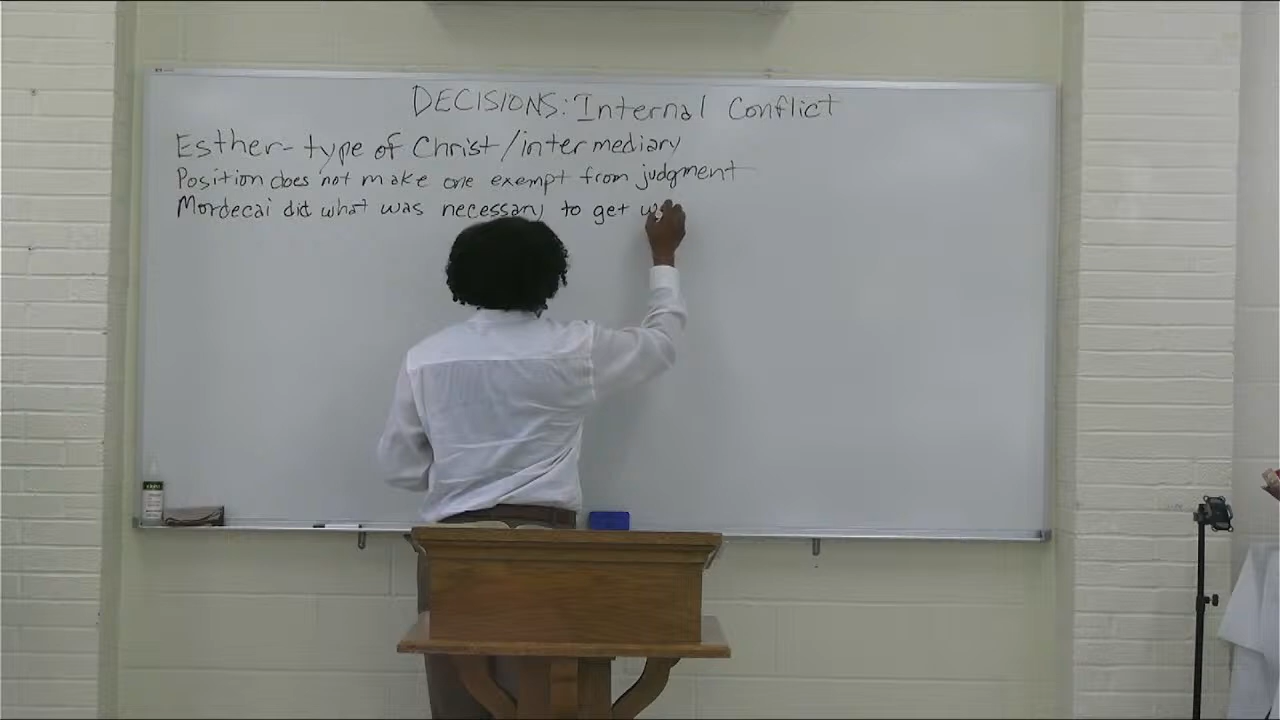 DECISIONS: Internal Conflict
Esther- type of Christ/intermediary
Position does not make one exempt from judgment
Mordecai did what was necessary to get